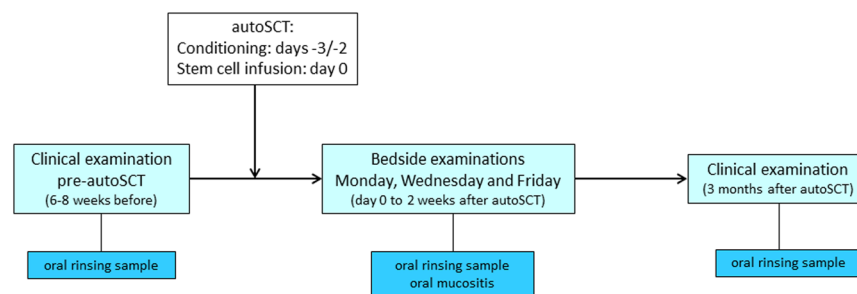 autoSCT:
Conditioning: days -3/-2
Stem cell infusion: day 0
Clinical examination
pre-autoSCT
(6-8 weeks before)
Bedside examinations
Monday, Wednesday and Friday
(day 0 to 2 weeks after autoSCT)
Clinical examination
(3 months after autoSCT)
oral rinsing sample
oral rinsing sample
oral mucositis
oral rinsing sample